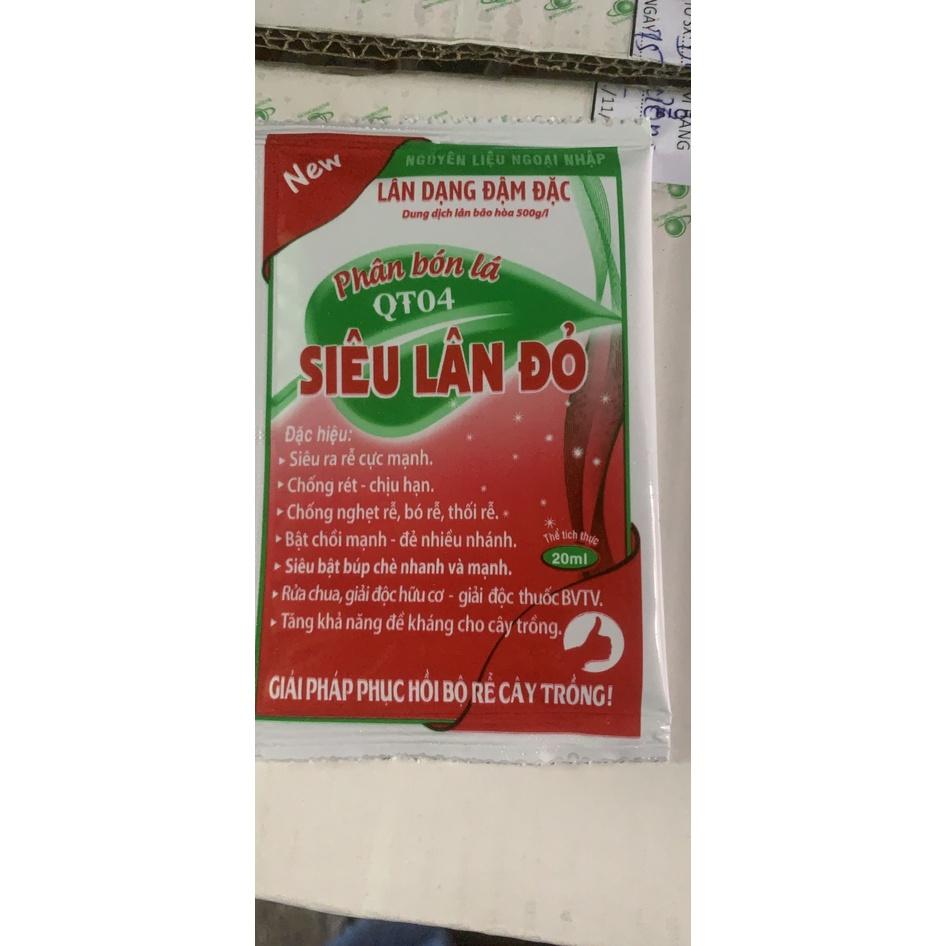 New
NGUYÊN LIỆU NGOẠI NHẬP
LÂN DẠNG ĐẬM ĐẶC
Dung dịch lân bão hòa 500g/l
Phân bón lá
QT04
SIÊU LÂN ĐỎ
Đặc hiệu:
▸ Siêu ra rễ cực mạnh.
▸ Chống rét - chịu hạn.
▸ Chống nghẹt rễ, bó rễ, thối rễ.
▸ Bật chồi mạnh - đẻ nhiều nhánh.
▸ Siêu bật búp chè nhanh và mạnh.
▸ Rửa chua, giải độc hữu cơ - giải độc thuốc BVTV.
▸ Tăng khả năng đề kháng cho cây trồng.
Thể tích thực
20ml
GIẢI PHÁP PHỤC HỒI BỘ RỄ CÂY TRỒNG!